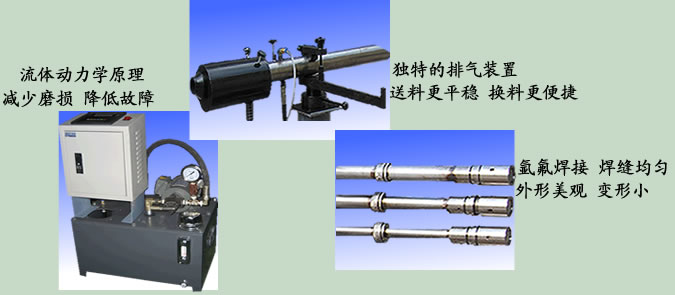 流体动力学原理
减少磨损 降低故障
独特的排气装置
送料更平稳 换料更便捷
氩氟焊接 焊缝均匀
外形美观 变形小